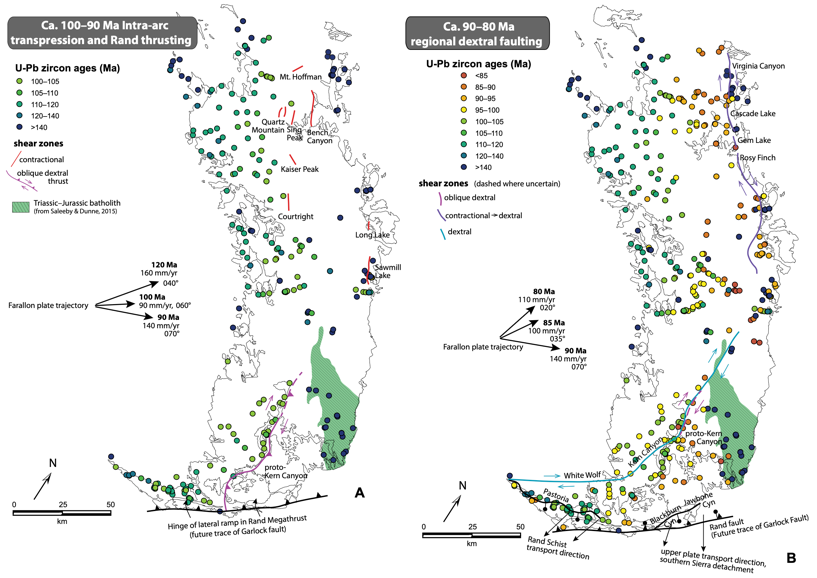 Ca. 100–90 Ma Intra-arc
transpression and Rand thrusting
U-Pb zircon ages (Ma)
100–105
105–110
110–120
120–140
>140
shear zones
contractional
oblique dextral
thrust
Triassic–Jurassic batholith
(from Saleeby & Dunne, 2015)
Mt. Hoffman
Quartz
Mountain
Sing
Peak
Bench
Canyon
Kaiser Peak
Courtright
Long Lake
Sawmill
Lake
120 Ma
160 mm/yr
040°
100 Ma
90 mm/yr, 060°
Farallon plate trajectory
90 Ma
140 mm/yr
070°
proto-
Kern Canyon
N
A
0 25 50
km
Hinge of lateral ramp in Rand Megathrust
(future trace of Garlock fault)
Ca. 90–80 Ma
regional dextral faulting
U-Pb zircon ages (Ma)
<85
85–90
90–95
95–100
100–105
105–110
110–120
120–140
>140
shear zones (dashed where uncertain)
oblique dextral
contractional → dextral
dextral
Virginia Canyon
Cascade Lake
Gem Lake
Rosy Finch
80 Ma
110 mm/yr
020°
85 Ma
100 mm/yr
035°
Farallon plate trajectory
90 Ma
140 mm/yr
070°
proto-Kern
Canyon
Kern Canyon
White Wolf
Pastoria
Blackburn
Cyn
Jawbone
Cyn
N
0 25 50
km
Rand Schist
transport direction
Rand fault
(Future trace of Garlock Fault)
upper plate transport direction,
southern Sierra detachment
B